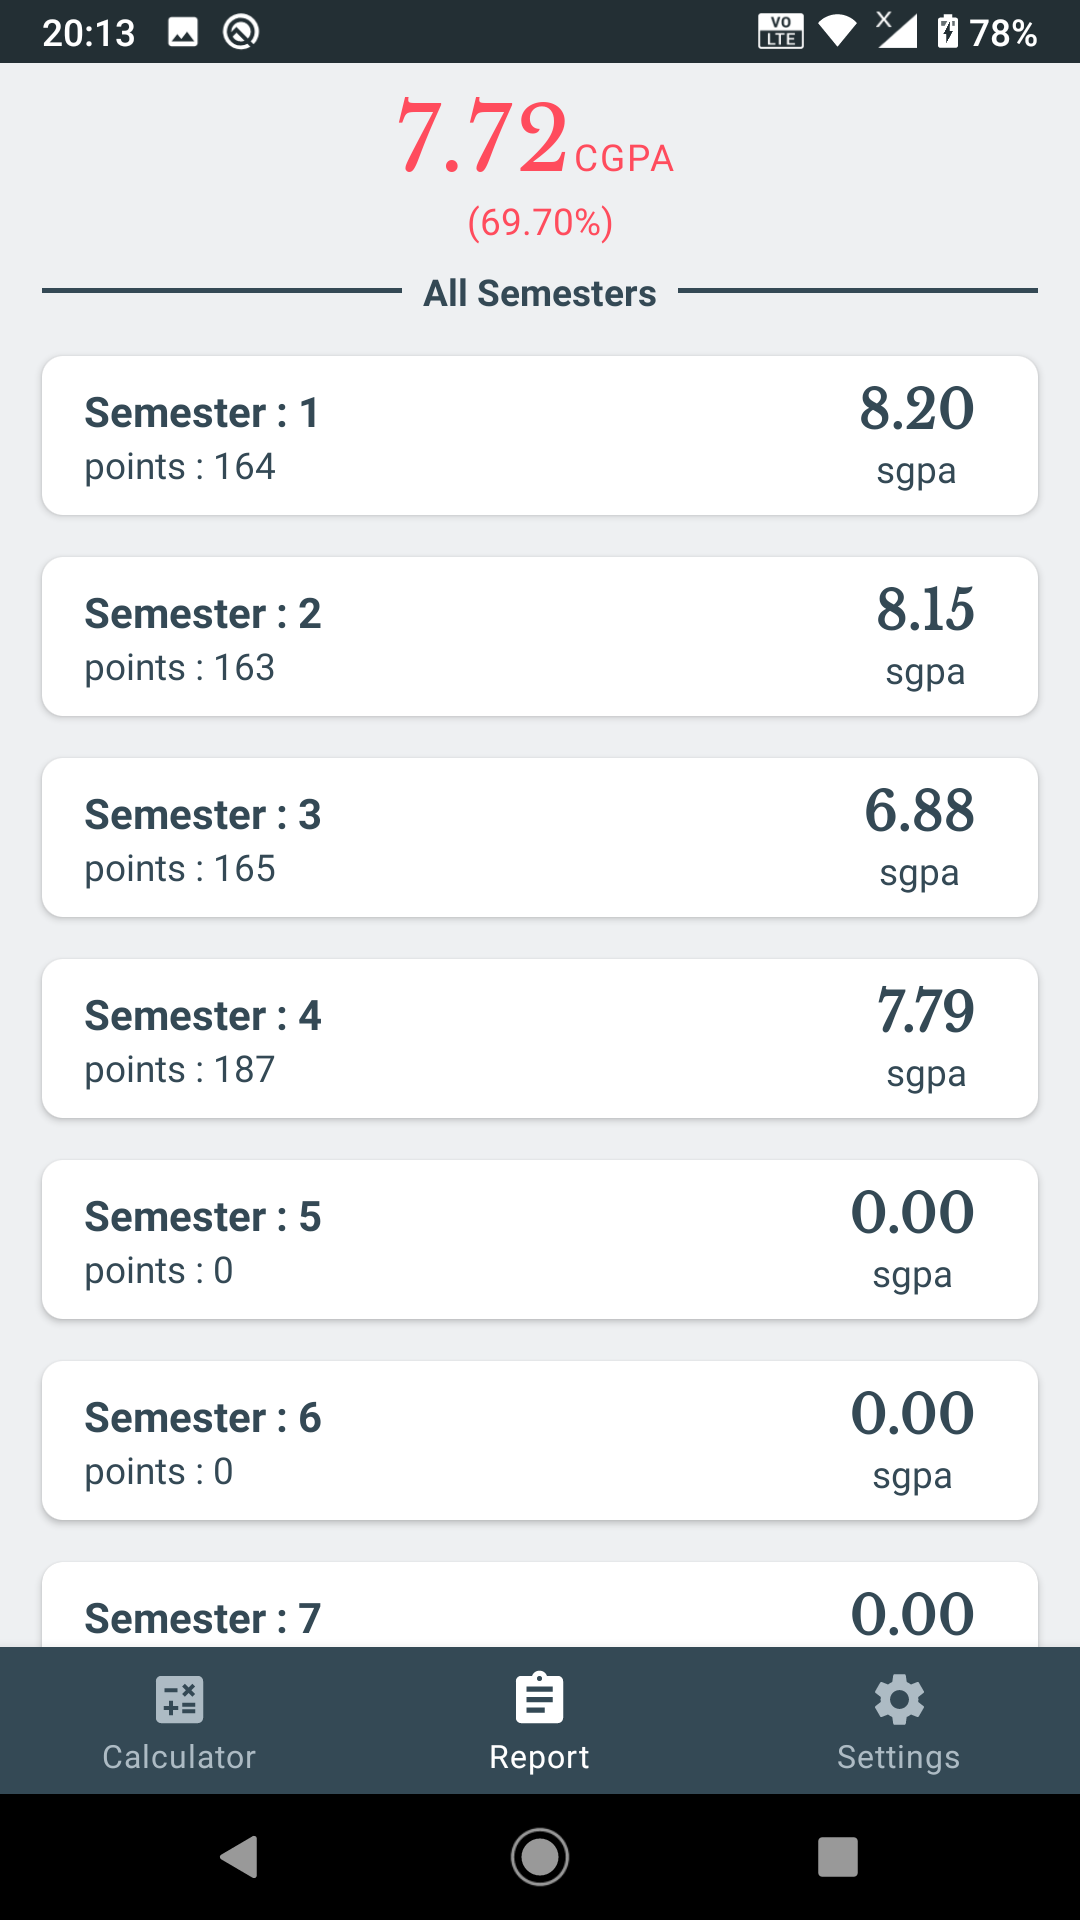 20:13 VO LTE X 78%
7.72 CGPA
(69.70%)
All Semesters
Semester : 1 8.20
points : 164 sgpa
Semester : 2 8.15
points : 163 sgpa
Semester : 3 6.88
points : 165 sgpa
Semester : 4 7.79
points : 187 sgpa
Semester : 5 0.00
points : 0 sgpa
Semester : 6 0.00
points : 0 sgpa
Semester : 7 0.00
Calculator Report Settings